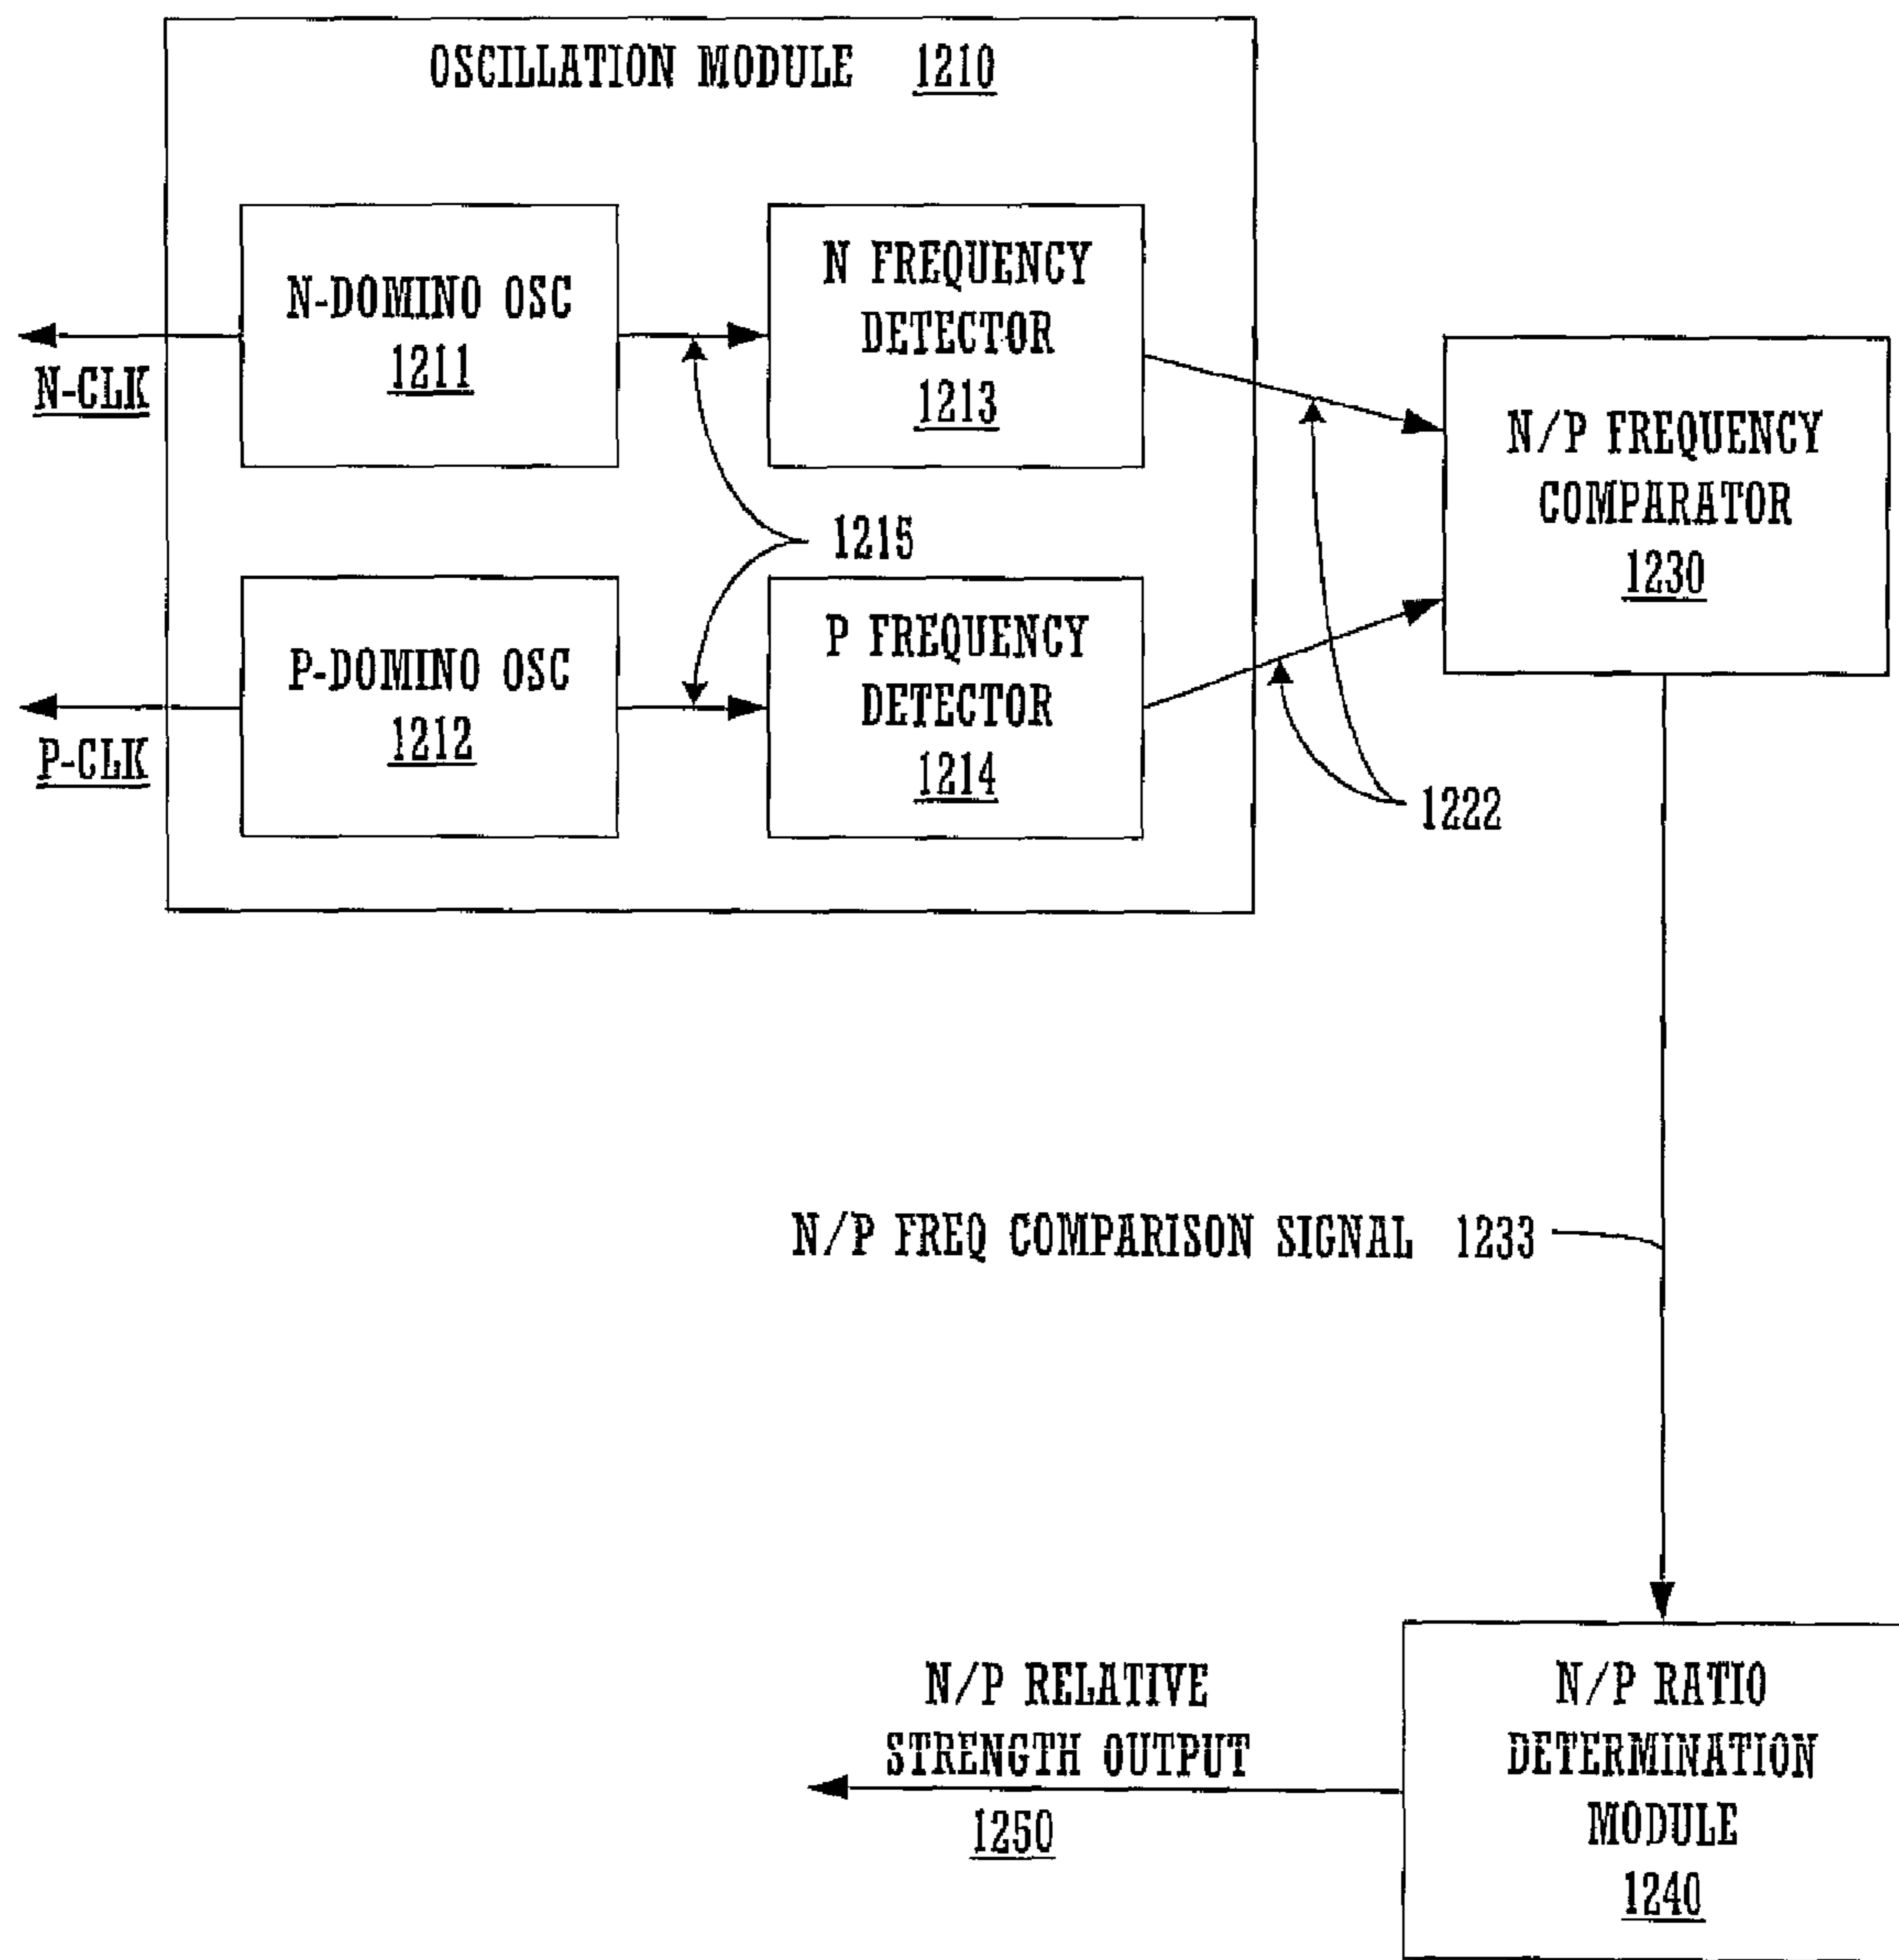 OSCILLATION MODULE 1210
N-DOMINO OSC
1211
N FREQUENCY
DETECTOR
1213
N-CLK
N/P FREQUENCY
COMPARATOR
1230
1215
P-DOMINO OSC
1212
P FREQUENCY
DETECTOR
1214
P-CLK
1222
N/P FREQ COMPARISON SIGNAL 1233
N/P RELATIVE
STRENGTH OUTPUT
1250
N/P RATIO
DETERMINATION
MODULE
1240